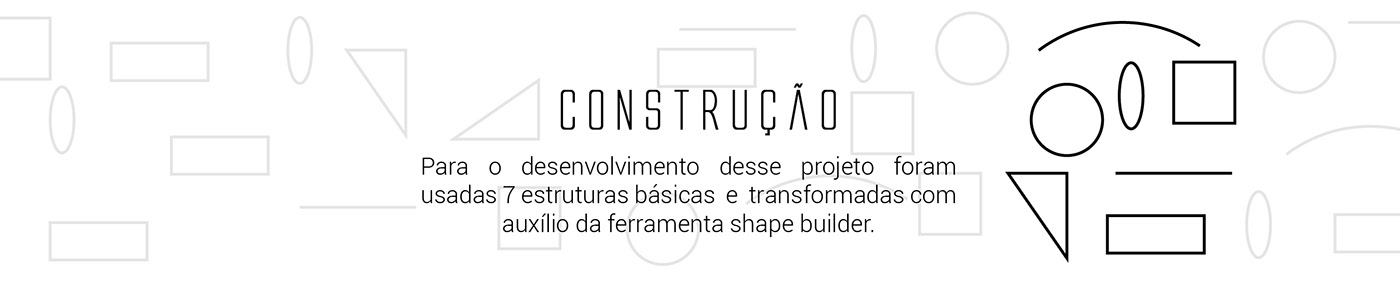 CONSTRUÇÃO
Para o desenvolvimento desse projeto foram
usadas 7 estruturas básicas e transformadas com
auxílio da ferramenta shape builder.